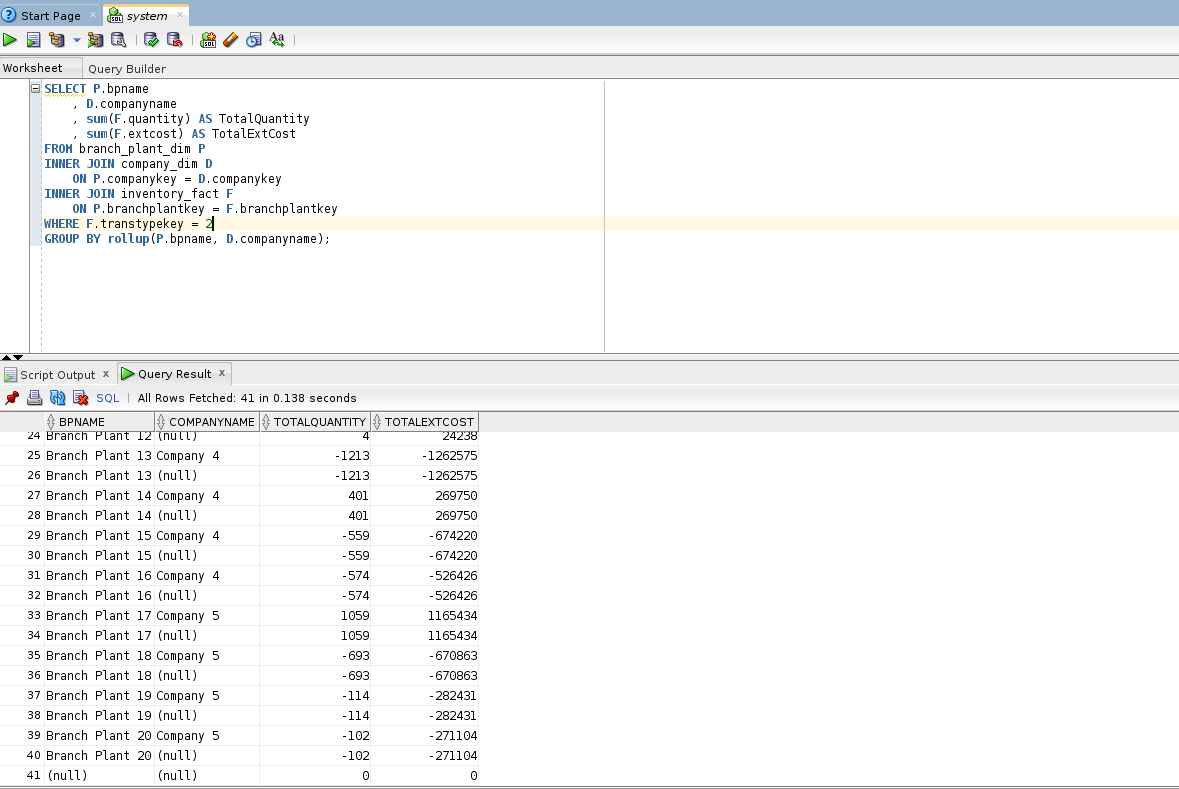 Start Page
system
Worksheet
Query Builder
SELECT P.bpname
, D.companyname
, sum(F.quantity) AS TotalQuantity
, sum(F.extcost) AS TotalExtCost
FROM branch_plant_dim P
INNER JOIN company_dim D
ON P.companykey = D.companykey
INNER JOIN inventory_fact F
ON P.branchplantkey = F.branchplantkey
WHERE F.transtypekey = 2
GROUP BY rollup(P.bpname, D.companyname);
Script Output x
Query Result x
SQL | All Rows Fetched: 41 in 0.138 seconds
BPNAME COMPANYNAME TOTALQUANTITY TOTALEXTCOST
24 Branch Plant 12 (null) 4 24238
25 Branch Plant 13 Company 4 -1213 -1262575
26 Branch Plant 13 (null) -1213 -1262575
27 Branch Plant 14 Company 4 401 269750
28 Branch Plant 14 (null) 401 269750
29 Branch Plant 15 Company 4 -559 -674220
30 Branch Plant 15 (null) -559 -674220
31 Branch Plant 16 Company 4 -574 -526426
32 Branch Plant 16 (null) -574 -526426
33 Branch Plant 17 Company 5 1059 1165434
34 Branch Plant 17 (null) 1059 1165434
35 Branch Plant 18 Company 5 -693 -670863
36 Branch Plant 18 (null) -693 -670863
37 Branch Plant 19 Company 5 -114 -282431
38 Branch Plant 19 (null) -114 -282431
39 Branch Plant 20 Company 5 -102 -271104
40 Branch Plant 20 (null) -102 -271104
41 (null) (null) 0 0